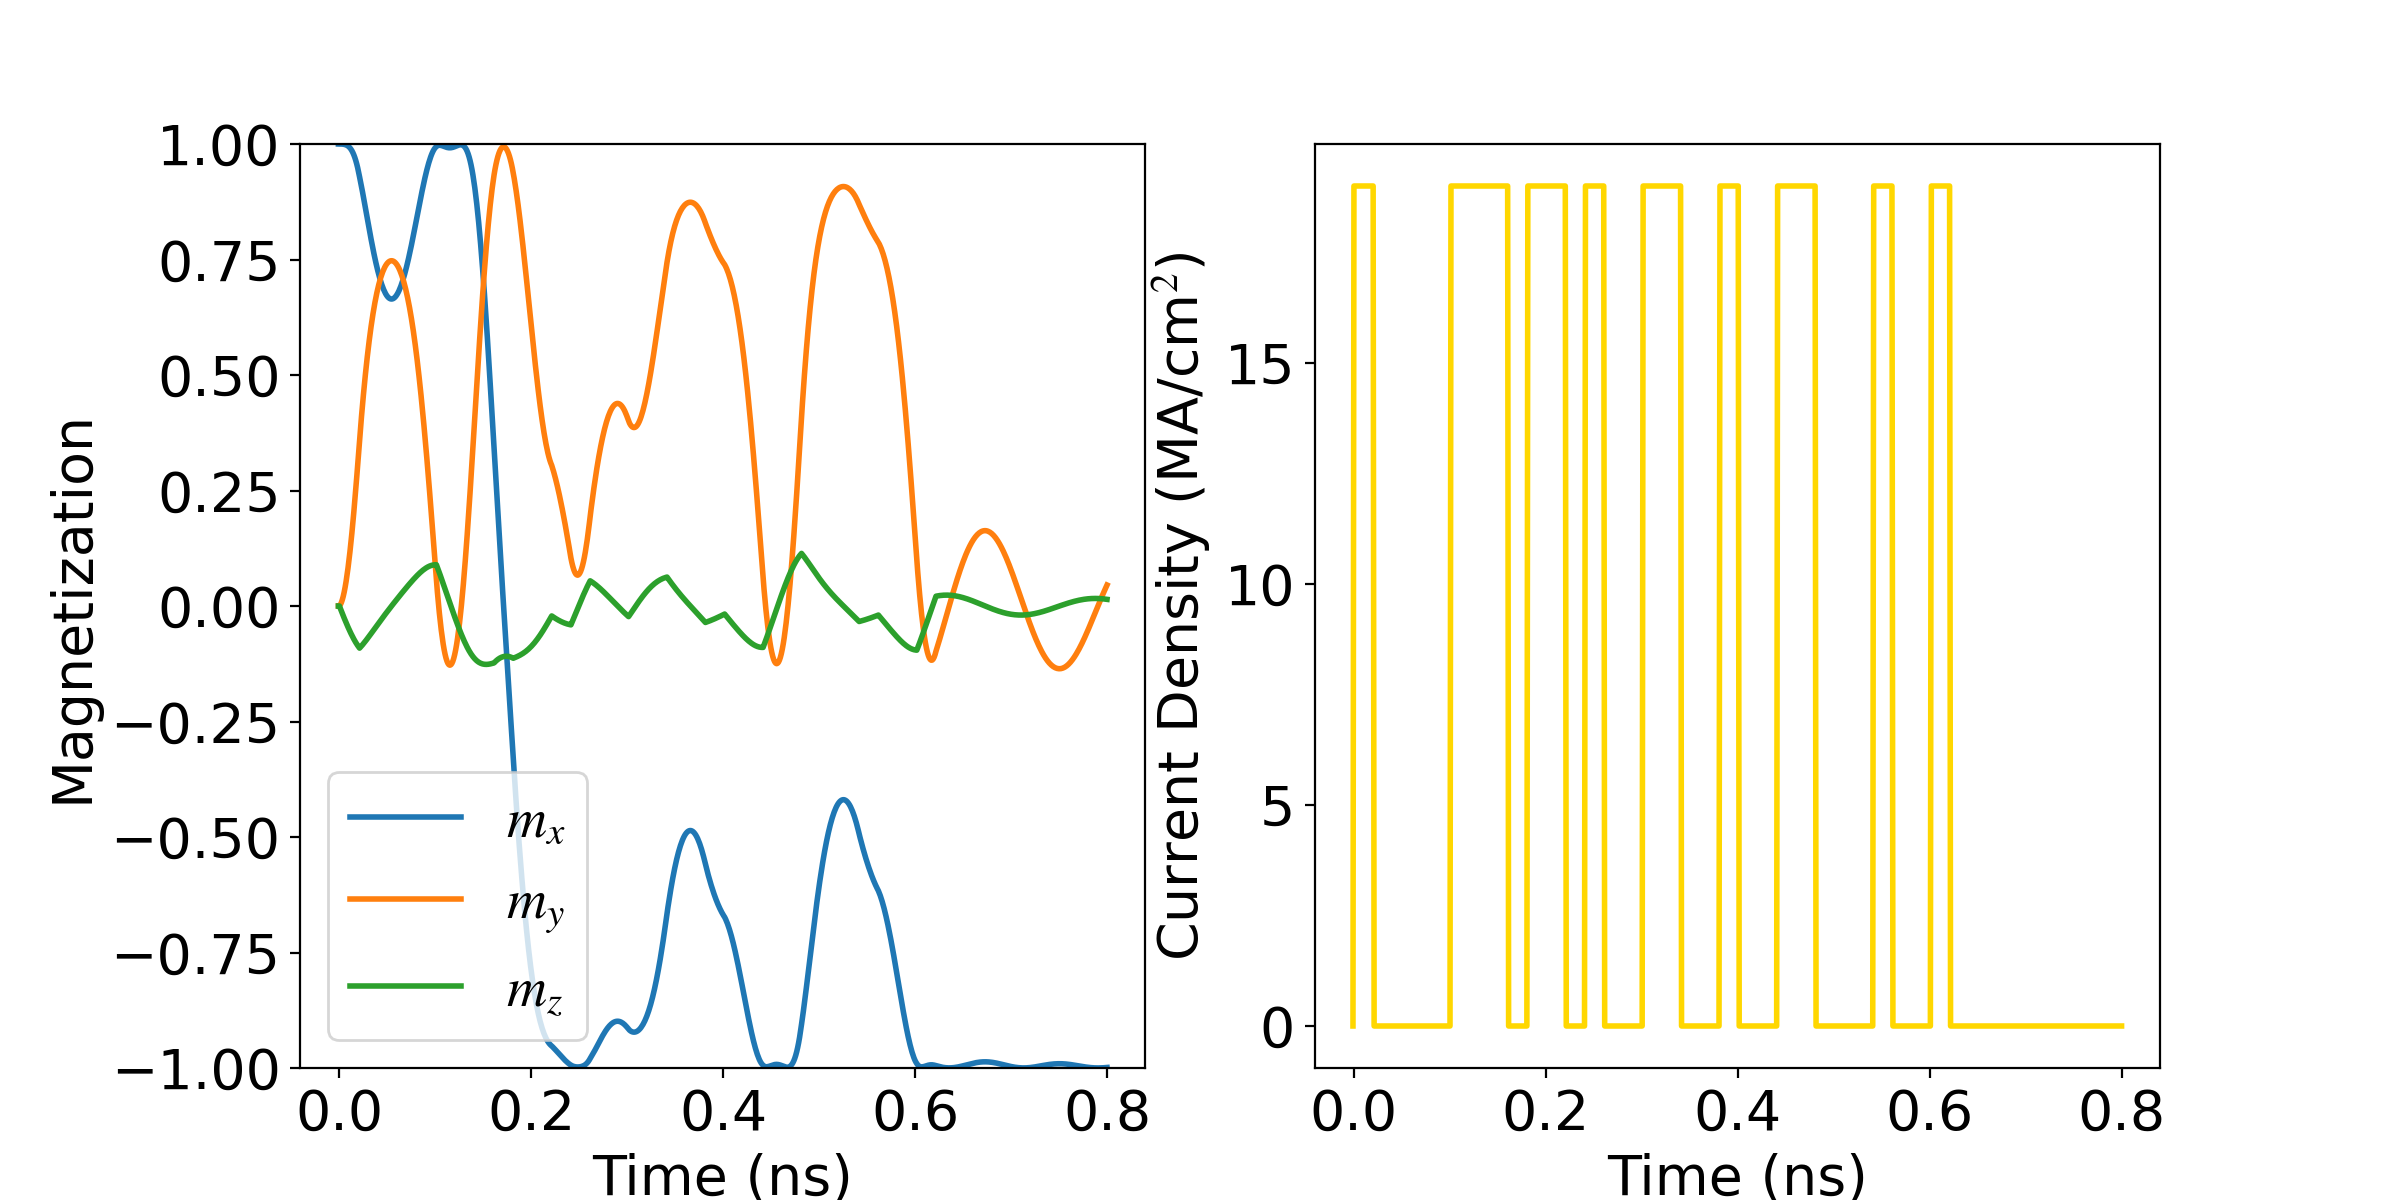 Magnetization
1.00
0.75
0.50
0.25
0.00
−0.25
−0.50
−0.75
−1.00
m_x
m_y
m_z
0.0 0.2 0.4 0.6 0.8
Time (ns)
Current Density (MA/cm²)
15
10
5
0
0.0 0.2 0.4 0.6 0.8
Time (ns)